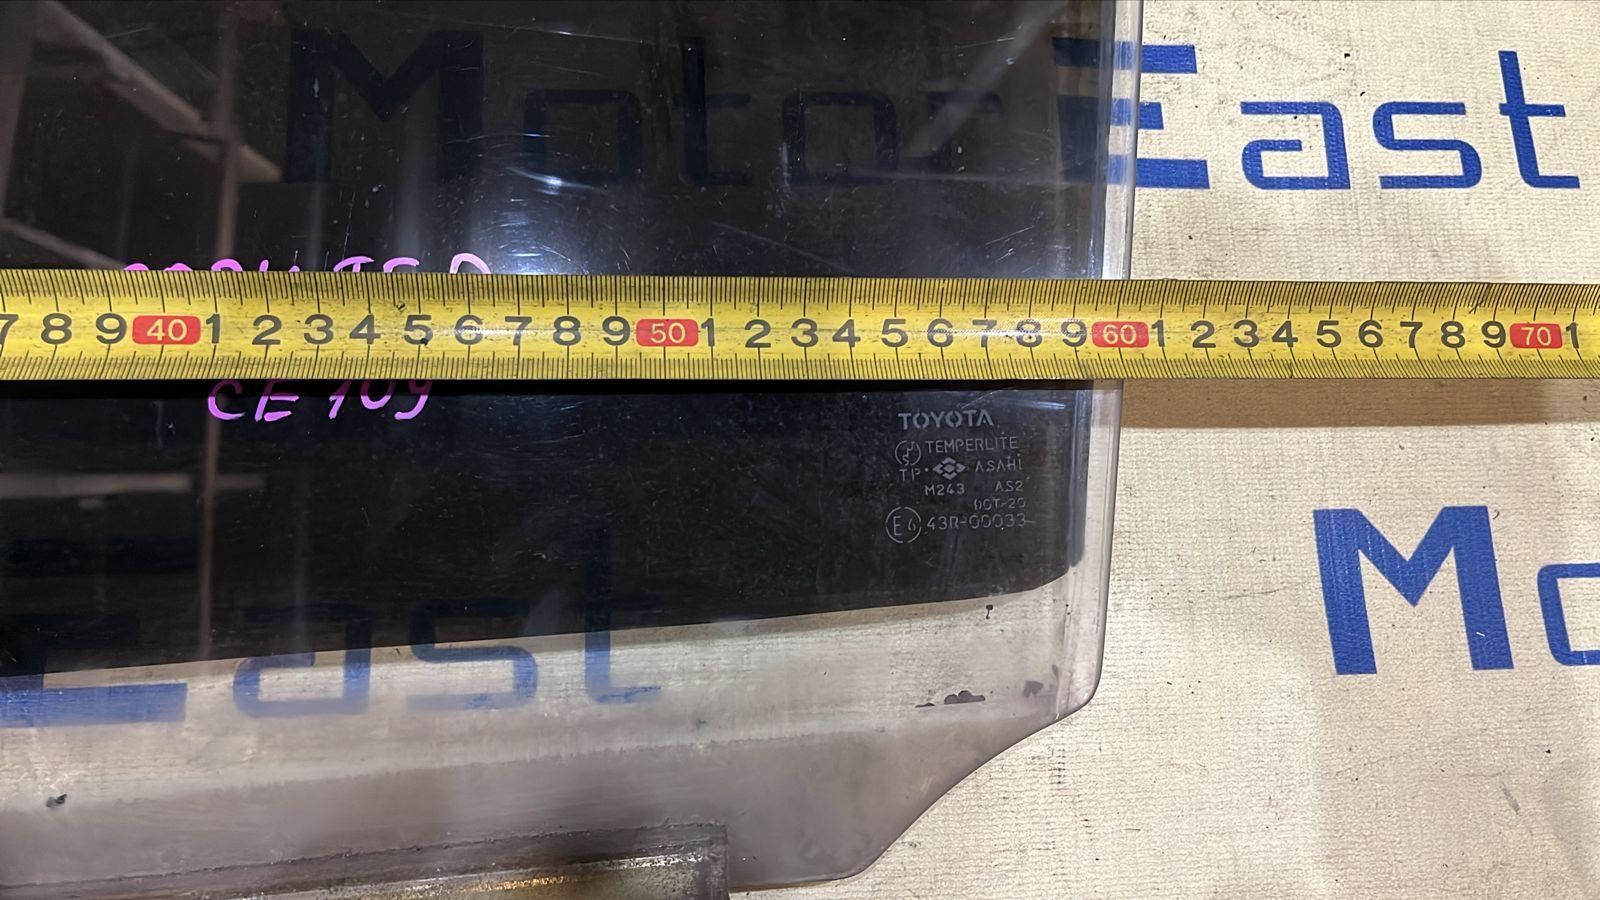 MotorEast
7 8 9 40 1 2 3 4 5 6 7 8 9 50 1 2 3 4 5 6 7 8 9 60 1 2 3 4 5 6 7 8 9 70 1
CE109
TOYOTA
TEMPERLITE
TP ASAHI
M243 AS2
DOT-20
E6 43R-00033
Mo
East